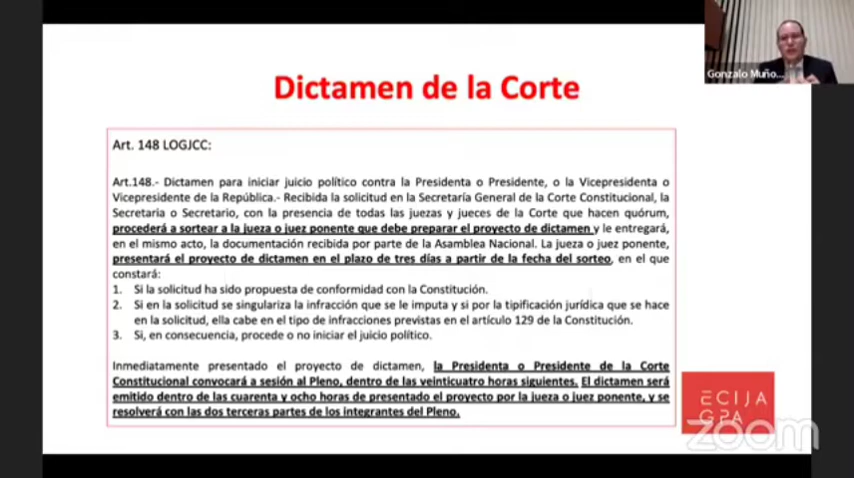 Dictamen de la Corte
Gonzalo Muño...
Art. 148 LOGJCC:
Art.148.- Dictamen para iniciar juicio político contra la Presidenta o Presidente, o la Vicepresidenta o
Vicepresidente de la República.- Recibida la solicitud en la Secretaría General de la Corte Constitucional, la
Secretaria o Secretario, con la presencia de todas las juezas y jueces de la Corte que hacen quórum,
procederá a sortear a la jueza o juez ponente que debe preparar el proyecto de dictamen y le entregará,
en el mismo acto, la documentación recibida por parte de la Asamblea Nacional. La jueza o juez ponente,
presentará el proyecto de dictamen en el plazo de tres días a partir de la fecha del sorteo, en el que
constará:
1. Si la solicitud ha sido propuesta de conformidad con la Constitución.
2. Si en la solicitud se singulariza la infracción que se le imputa y si por la tipificación jurídica que se hace
en la solicitud, ella cabe en el tipo de infracciones previstas en el artículo 129 de la Constitución.
3. Si, en consecuencia, procede o no iniciar el juicio político.
Inmediatamente presentado el proyecto de dictamen, la Presidenta o Presidente de la Corte
Constitucional convocará a sesión al Pleno, dentro de las veinticuatro horas siguientes. El dictamen será
emitido dentro de las cuarenta y ocho horas de presentado el proyecto por la jueza o juez ponente, y se
resolverá con las dos terceras partes de los integrantes del Pleno.
ECIJA
GPA
zoom